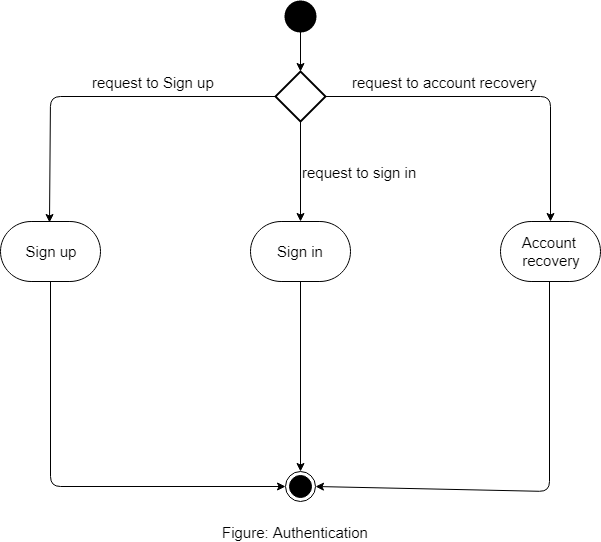 request to Sign up
request to account recovery
request to sign in
Sign up
Sign in
Account
recovery
Figure: Authentication